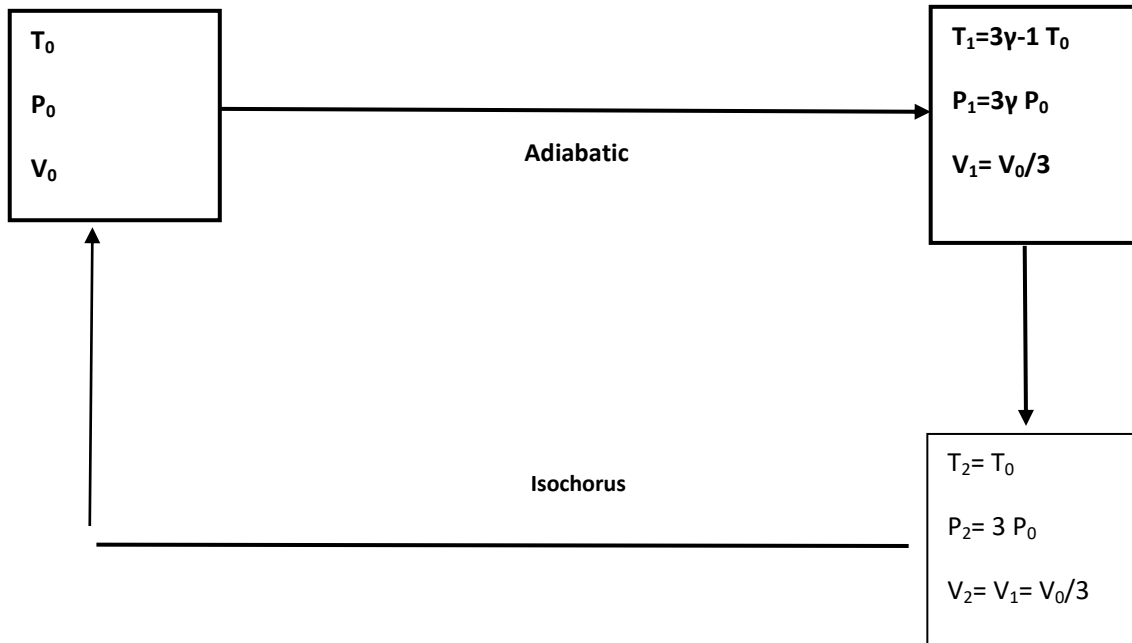 T₀
P₀
V₀
T₁=3γ-1 T₀
P₁=3γ P₀
V₁= V₀/3
Adiabatic
Isochorus
T₂= T₀
P₂= 3 P₀
V₂= V₁= V₀/3